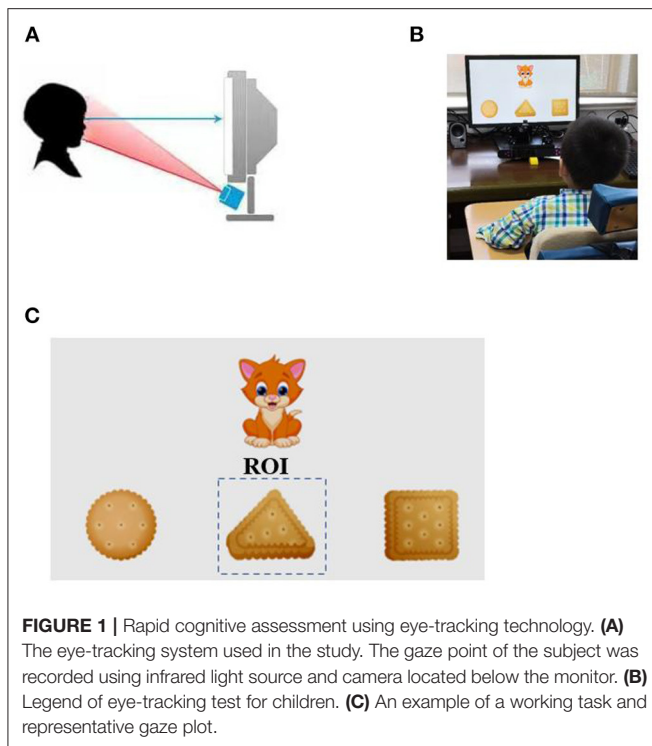 A
B
C
ROI
FIGURE 1 | Rapid cognitive assessment using eye-tracking technology. (A)
The eye-tracking system used in the study. The gaze point of the subject was
recorded using infrared light source and camera located below the monitor. (B)
Legend of eye-tracking test for children. (C) An example of a working task and
representative gaze plot.